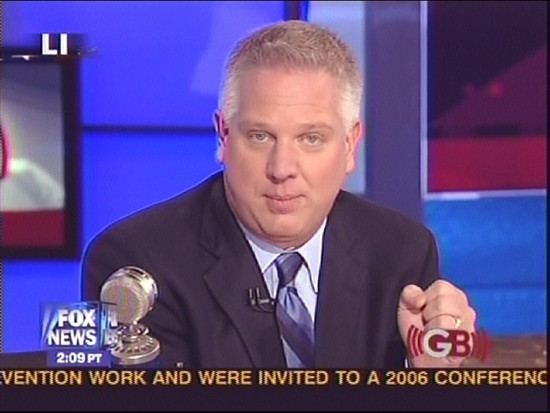 LI
FOX
NEWS
2:09 PT
GB
EVENTION WORK AND WERE INVITED TO A 2006 CONFERENC